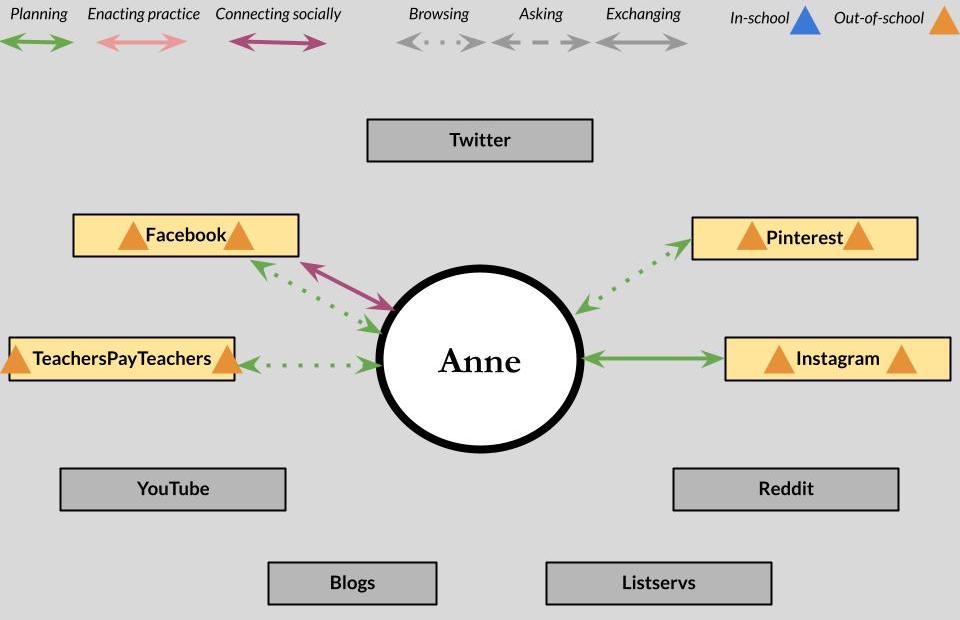 Planning Enacting practice Connecting socially Browsing Asking Exchanging In-school Out-of-school
Twitter
Facebook
Pinterest
TeachersPayTeachers
Anne
Instagram
YouTube
Reddit
Blogs
Listservs